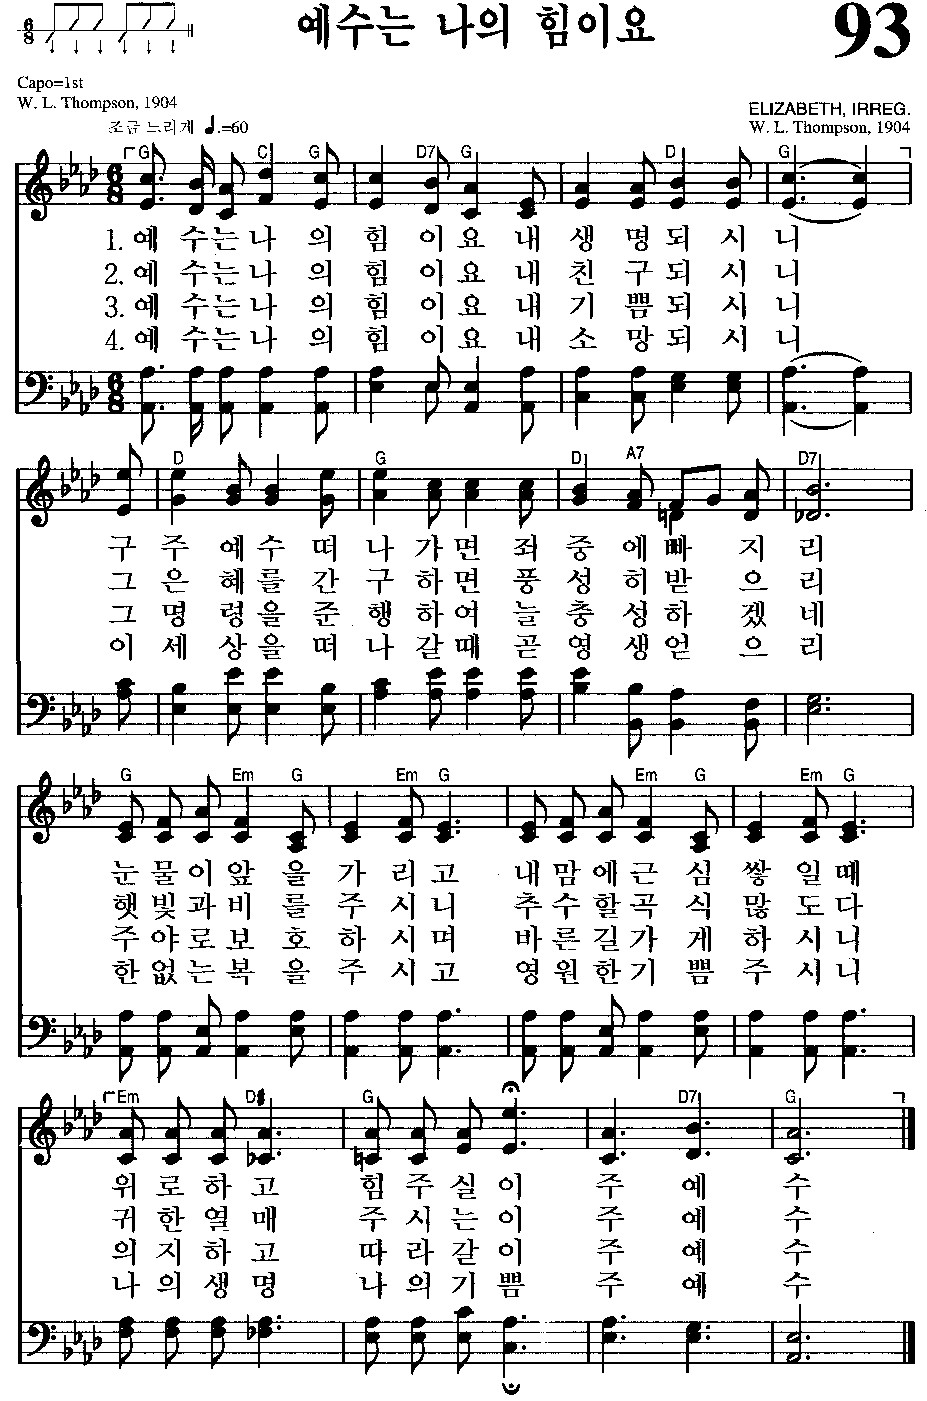 6/8
예수는 나의 힘이요
93
Capo=1st
W. L. Thompson, 1904
조금 느리게 ♩.=60
ELIZABETH, IRREG.
W. L. Thompson, 1904
G C G D7 G D G
1. 예 수는나 의 힘 이요 내 생 명되 시 니
2. 예 수는나 의 힘 이요 내 친 구되 시 니
3. 예 수는나 의 힘 이요 내 기 쁨되 시 니
4. 예 수는나 의 힘 이요 내 소 망되 시 니
D G D A7 D7
구 주 예 수 떠 나 가 면 죄 중 에 빠 지 리
그 은 혜 를 간 구 하 면 풍 성 히 받 으 리
그 명 령 을 준 행 하 여 늘 충 성 하 겠 네
이 세 상 을 떠 나 갈 때 곧 영 생 얻 으 리
G Em G Em G G Em G Em G
눈 물 이 앞 을 가 리 고 내 맘 에 근 심 쌓 일 때
햇 빛 과 비 를 주 시 니 추 수 할 곡 식 많 도 다
주 야 로 보 호 하 시 며 바 른 길 가 게 하 시 니
한 없 는 복 을 주 시 고 영 원 한 기 쁨 주 시 니
Em D# G D7 G
위 로 하 고 힘 주 실 이 주 예 수
귀 한 열 매 주 시 는 이 주 예 수
의 지 하 고 따 라 갈 이 주 예 수
나 의 생 명 나 의 기 쁨 주 예 수